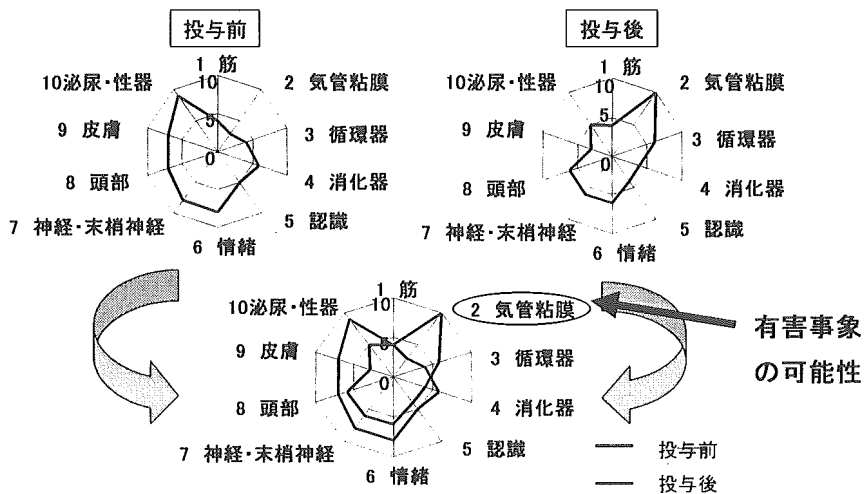 投与前
1 筋
10
5
0
2 気管粘膜
3 循環器
4 消化器
5 認識
6 情緒
7 神経・末梢神経
8 頭部
9 皮膚
10泌尿・性器
投与後
1 筋
10
5
0
2 気管粘膜
3 循環器
4 消化器
5 認識
6 情緒
7 神経・末梢神経
8 頭部
9 皮膚
10泌尿・性器
1 筋
10
5
0
2 気管粘膜
3 循環器
4 消化器
5 認識
6 情緒
7 神経・末梢神経
8 頭部
9 皮膚
10泌尿・性器
有害事象
の可能性
投与前
投与後